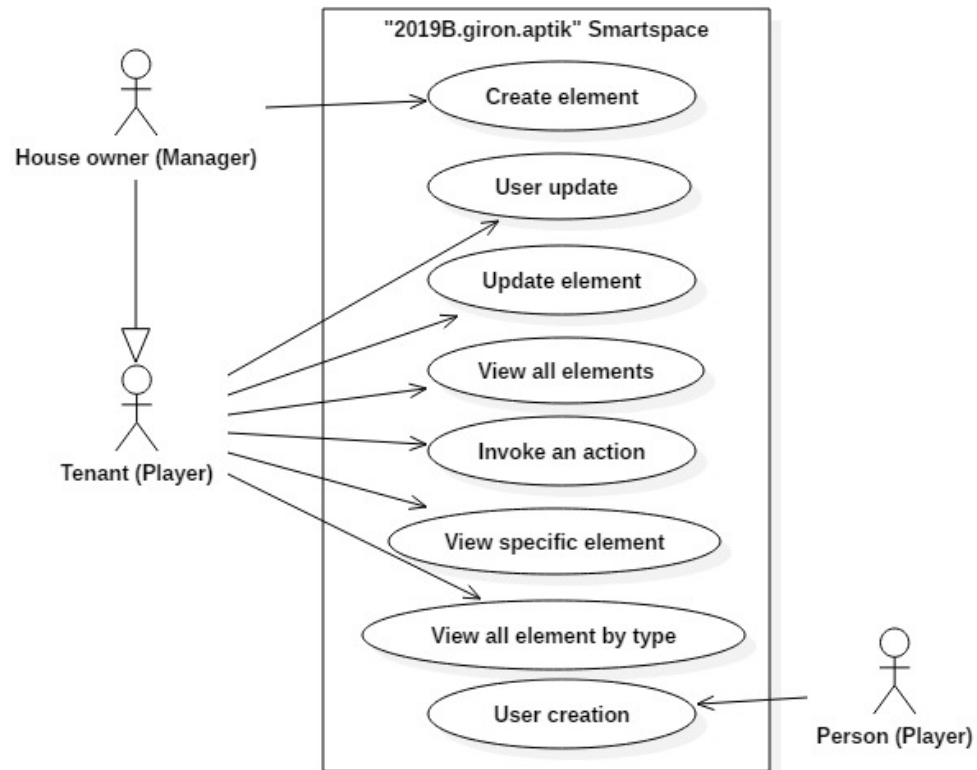 "2019B.giron.aptik" Smartspace
Create element
House owner (Manager)
User update
Update element
View all elements
Invoke an action
Tenant (Player)
View specific element
View all element by type
User creation
Person (Player)